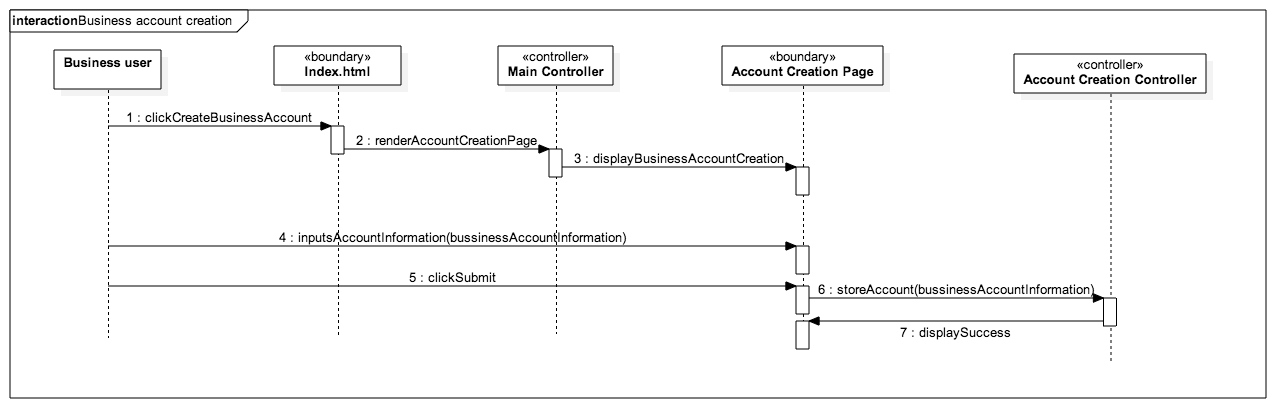 interactionBusiness account creation
Business user
«boundary»
Index.html
«controller»
Main Controller
«boundary»
Account Creation Page
«controller»
Account Creation Controller
1 : clickCreateBusinessAccount
2 : renderAccountCreationPage
3 : displayBusinessAccountCreation
4 : inputsAccountInformation(bussinessAccountInformation)
5 : clickSubmit
6 : storeAccount(bussinessAccountInformation)
7 : displaySuccess